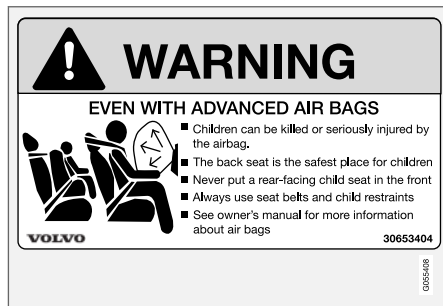 WARNING
EVEN WITH ADVANCED AIR BAGS
■ Children can be killed or seriously injured by
the airbag.
■ The back seat is the safest place for children
■ Never put a rear-facing child seat in the front
■ Always use seat belts and child restraints
■ See owner's manual for more information
about air bags
VOLVO
30653404
G055408